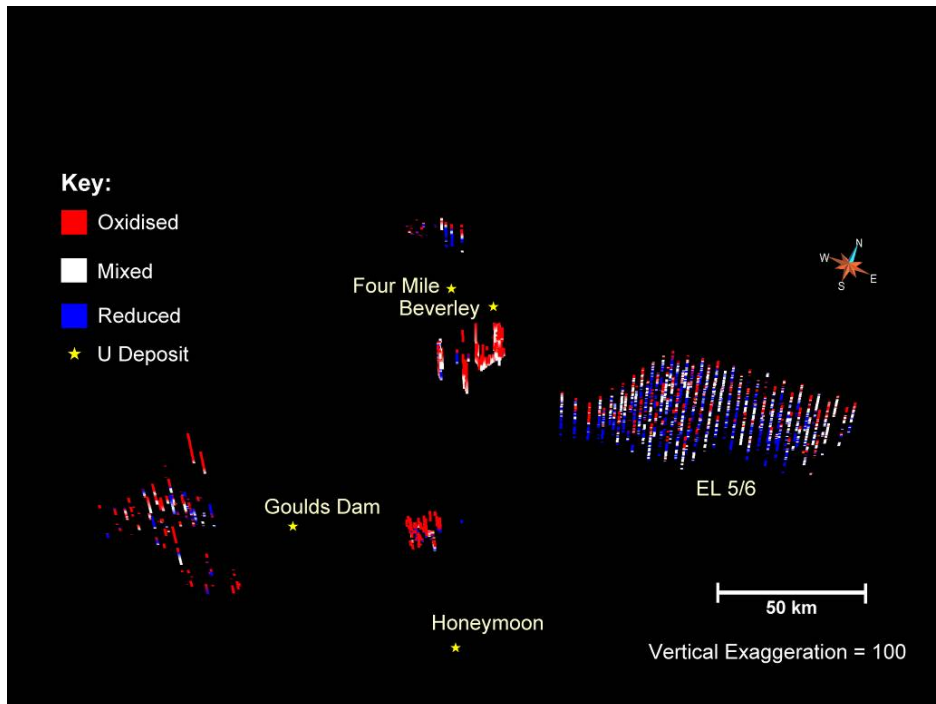 Key:
Oxidised
Mixed
Reduced
U Deposit
Four Mile
Beverley
N
W
E
S
EL 5/6
Goulds Dam
50 km
Honeymoon
Vertical Exaggeration = 100